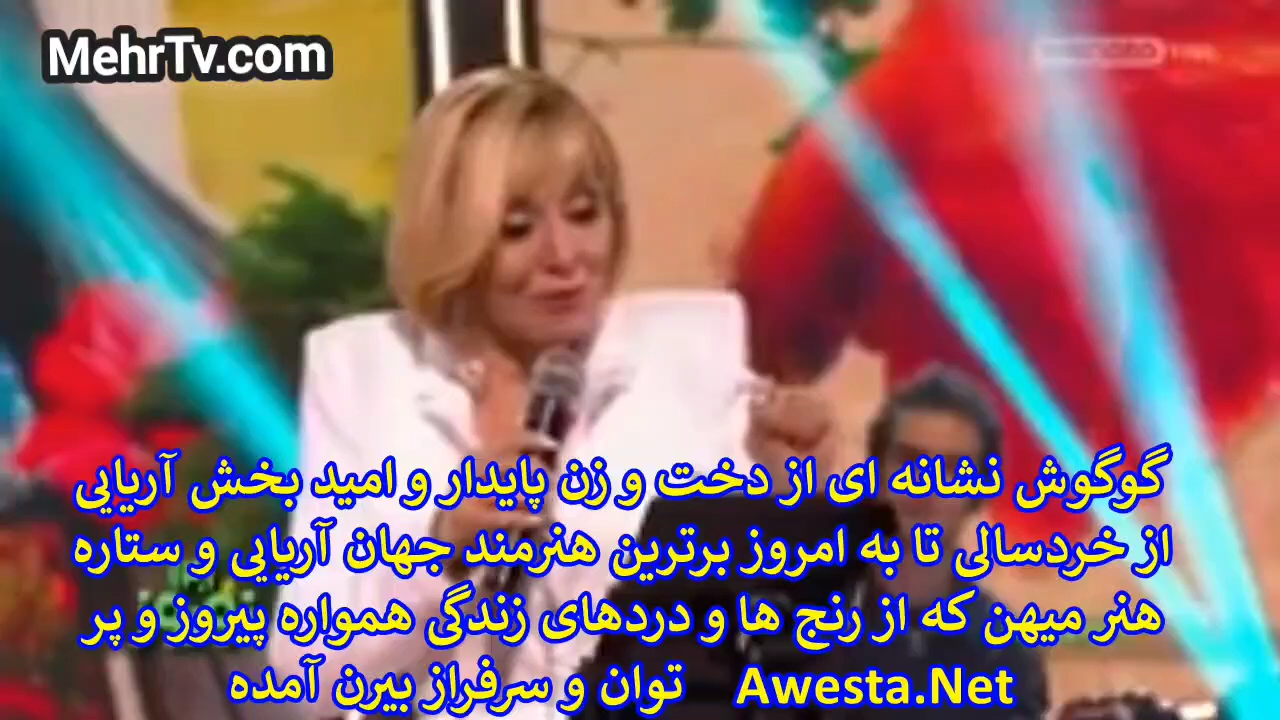 MehrTv.com
گوگوش نشانه ای از دخت و زن پایدار و امید بخش آریایی
از خردسالی تا به امروز برترین هنرمند جهان آریایی و ستاره
هنر میهن که از رنج ها و دردهای زندگی همواره پیروز و پر
توان و سرفراز بیرن آمده Awesta.Net